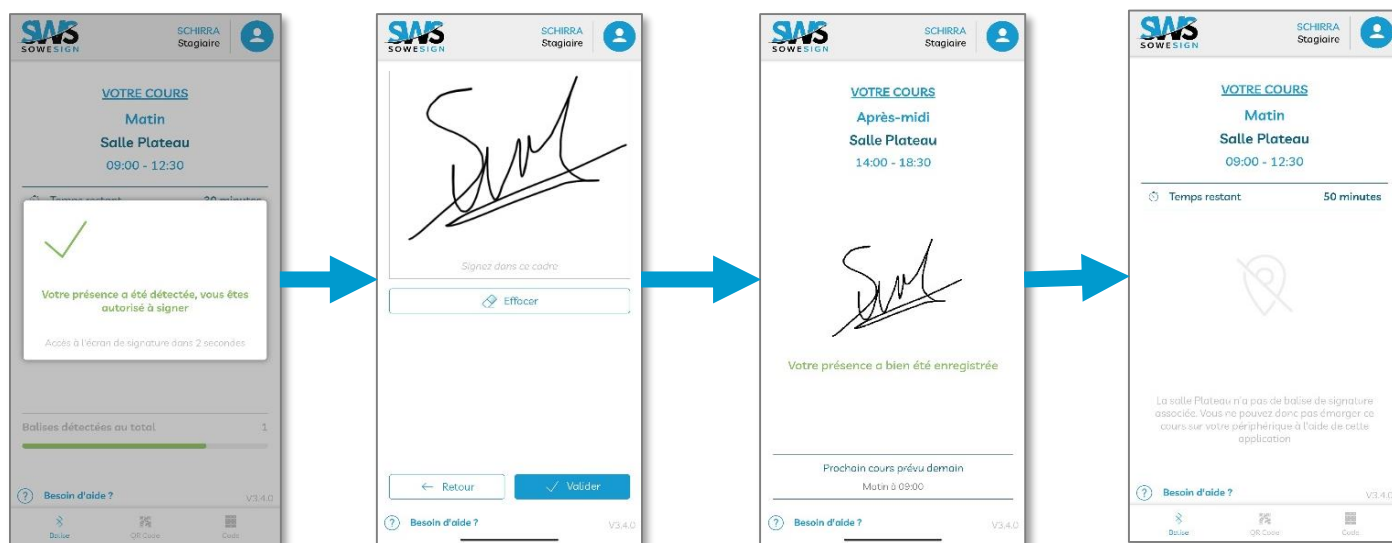 SWS
SOWESIGN
SCHIRRA
Stagiaire
VOTRE COURS
Matin
Salle Plateau
09:00 - 12:30
Temps restant 20 minutes
Votre présence a été détectée, vous êtes
autorisé à signer
Accès à l'écran de signature dans 2 secondes
Balises détectées au total 1
Besoin d'aide ? V3.4.0
Balise QR Code Code
SWS
SOWESIGN
SCHIRRA
Stagiaire
Signez dans ce cadre
Effacer
Retour Valider
Besoin d'aide ? V3.4.0
SWS
SOWESIGN
SCHIRRA
Stagiaire
VOTRE COURS
Après-midi
Salle Plateau
14:00 - 18:30
Votre présence a bien été enregistrée
Prochain cours prévu demain
Matin à 09:00
Besoin d'aide ? V3.4.0
SWS
SOWESIGN
SCHIRRA
Stagiaire
VOTRE COURS
Matin
Salle Plateau
09:00 - 12:30
Temps restant 50 minutes
La salle Plateau n'a pas de balise de signature
associée. Vous ne pouvez donc pas émarger ce
cours sur votre périphérique à l'aide de cette
application
Besoin d'aide ? V3.4.0
Balise QR Code Code